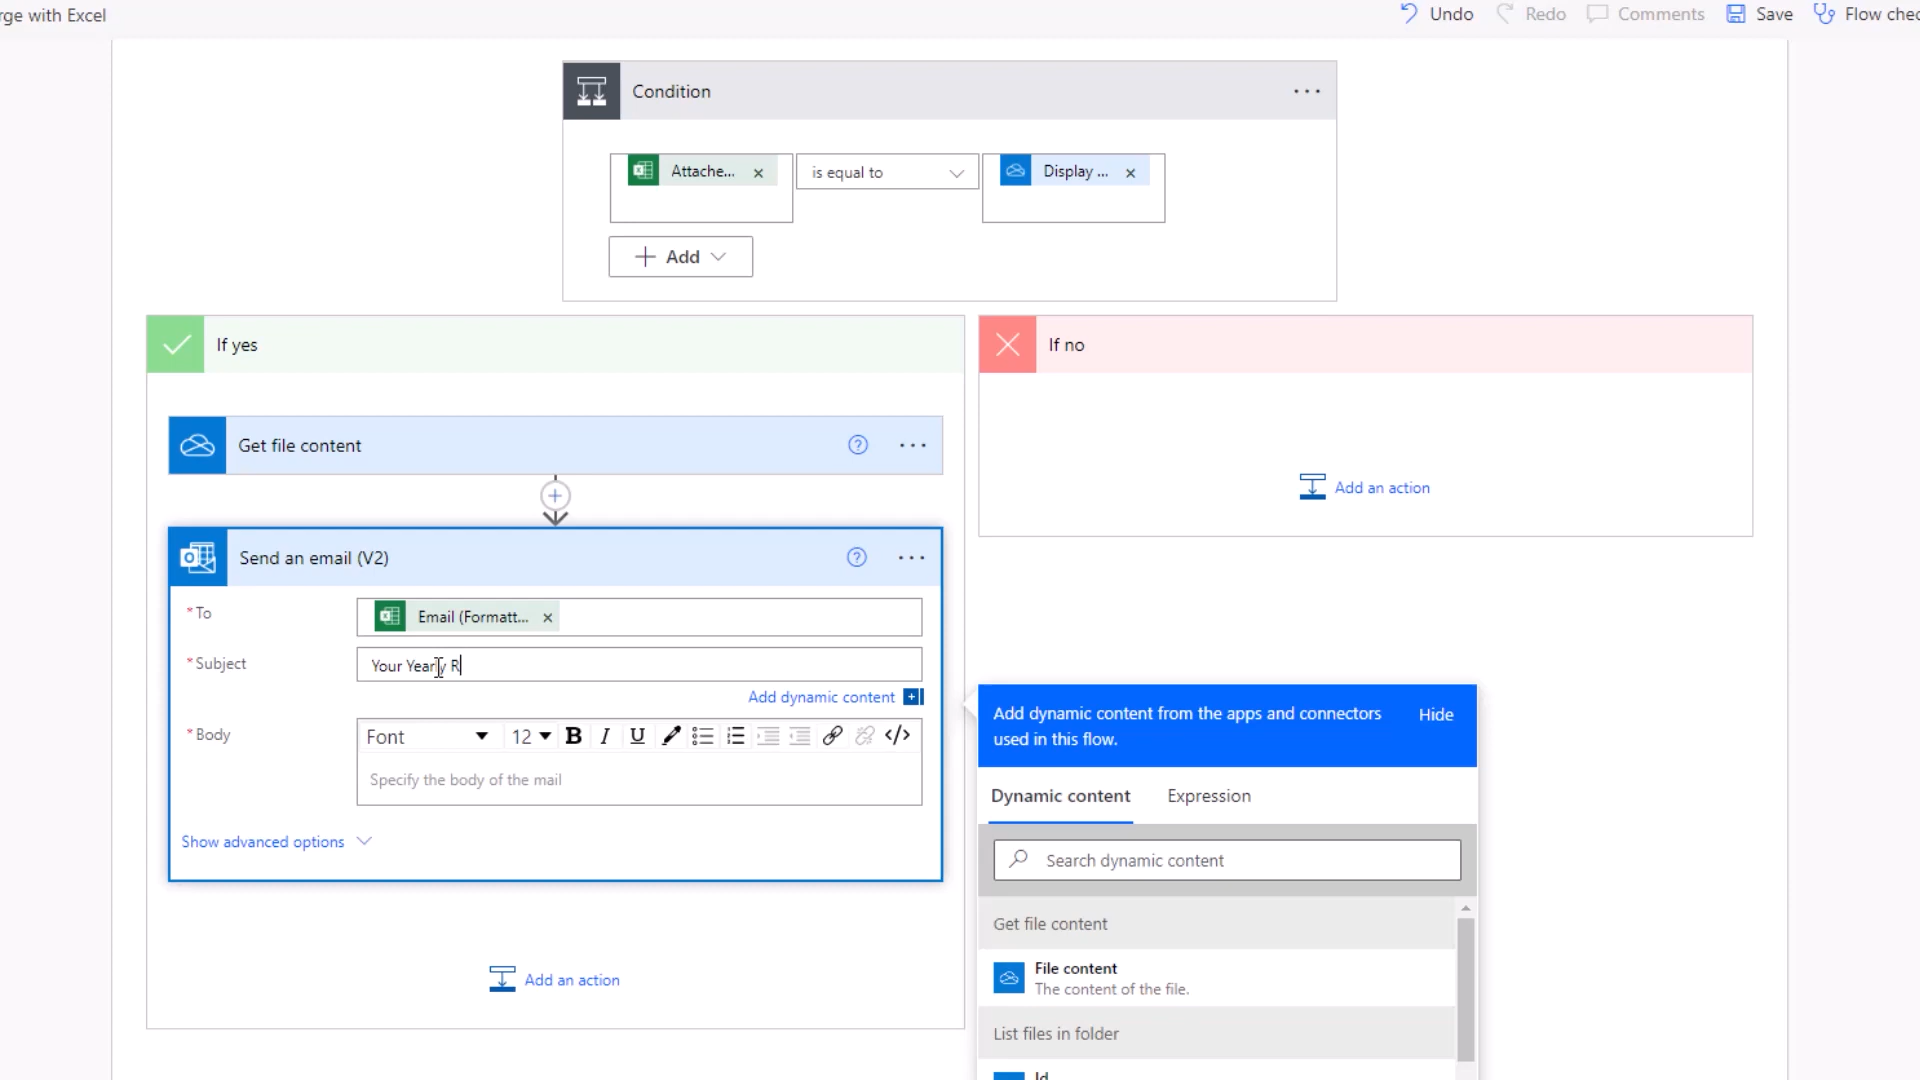 rge with Excel
Undo
Redo
Comments
Save
Flow chec
Condition
Attache... ×
is equal to
Display ... ×
+ Add
If yes
If no
Get file content
Add an action
Send an email (V2)
* To
Email (Formatt... ×
* Subject
Your Yearly R
Add dynamic content
* Body
Font
12
B
I
U
</>
Specify the body of the mail
Show advanced options
Add an action
Add dynamic content from the apps and connectors
used in this flow.
Hide
Dynamic content
Expression
Search dynamic content
Get file content
File content
The content of the file.
List files in folder
Id